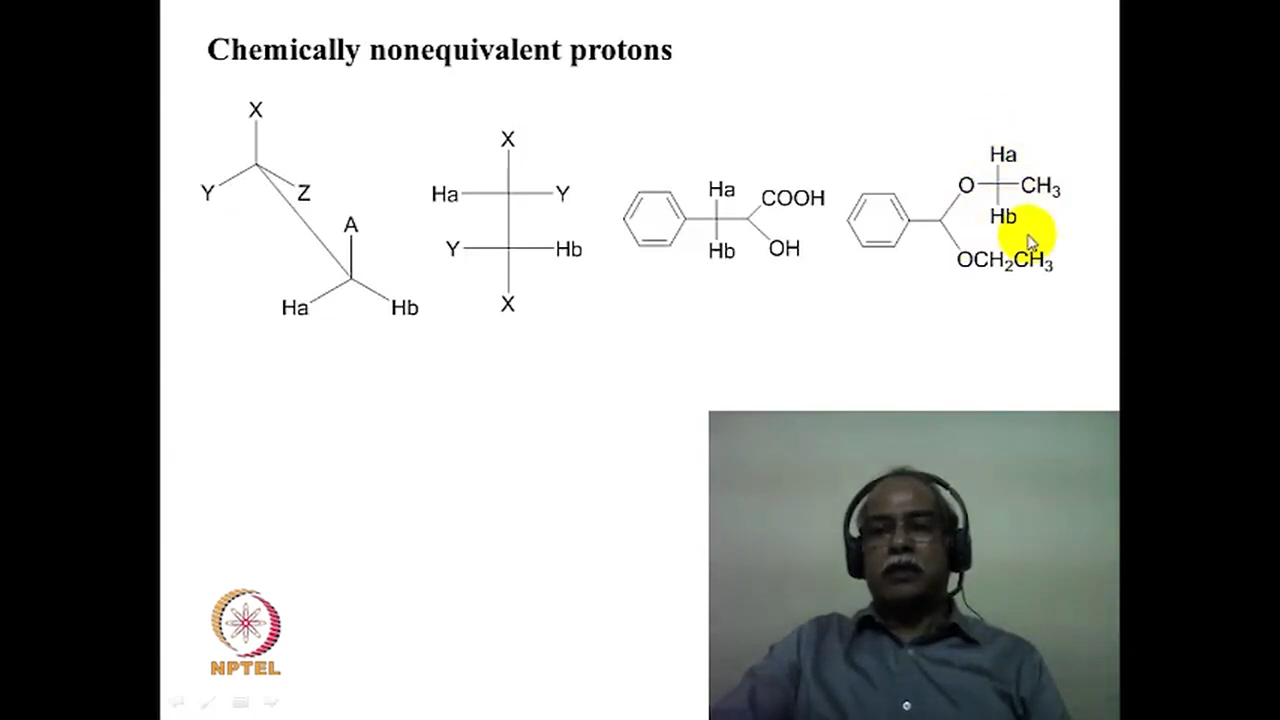 Chemically nonequivalent protons
X
Y
Z
A
Ha
Hb
X
Ha
Y
Y
Hb
X
Ha
COOH
Hb
OH
Ha
O
CH3
Hb
OCH2CH3
NPTEL